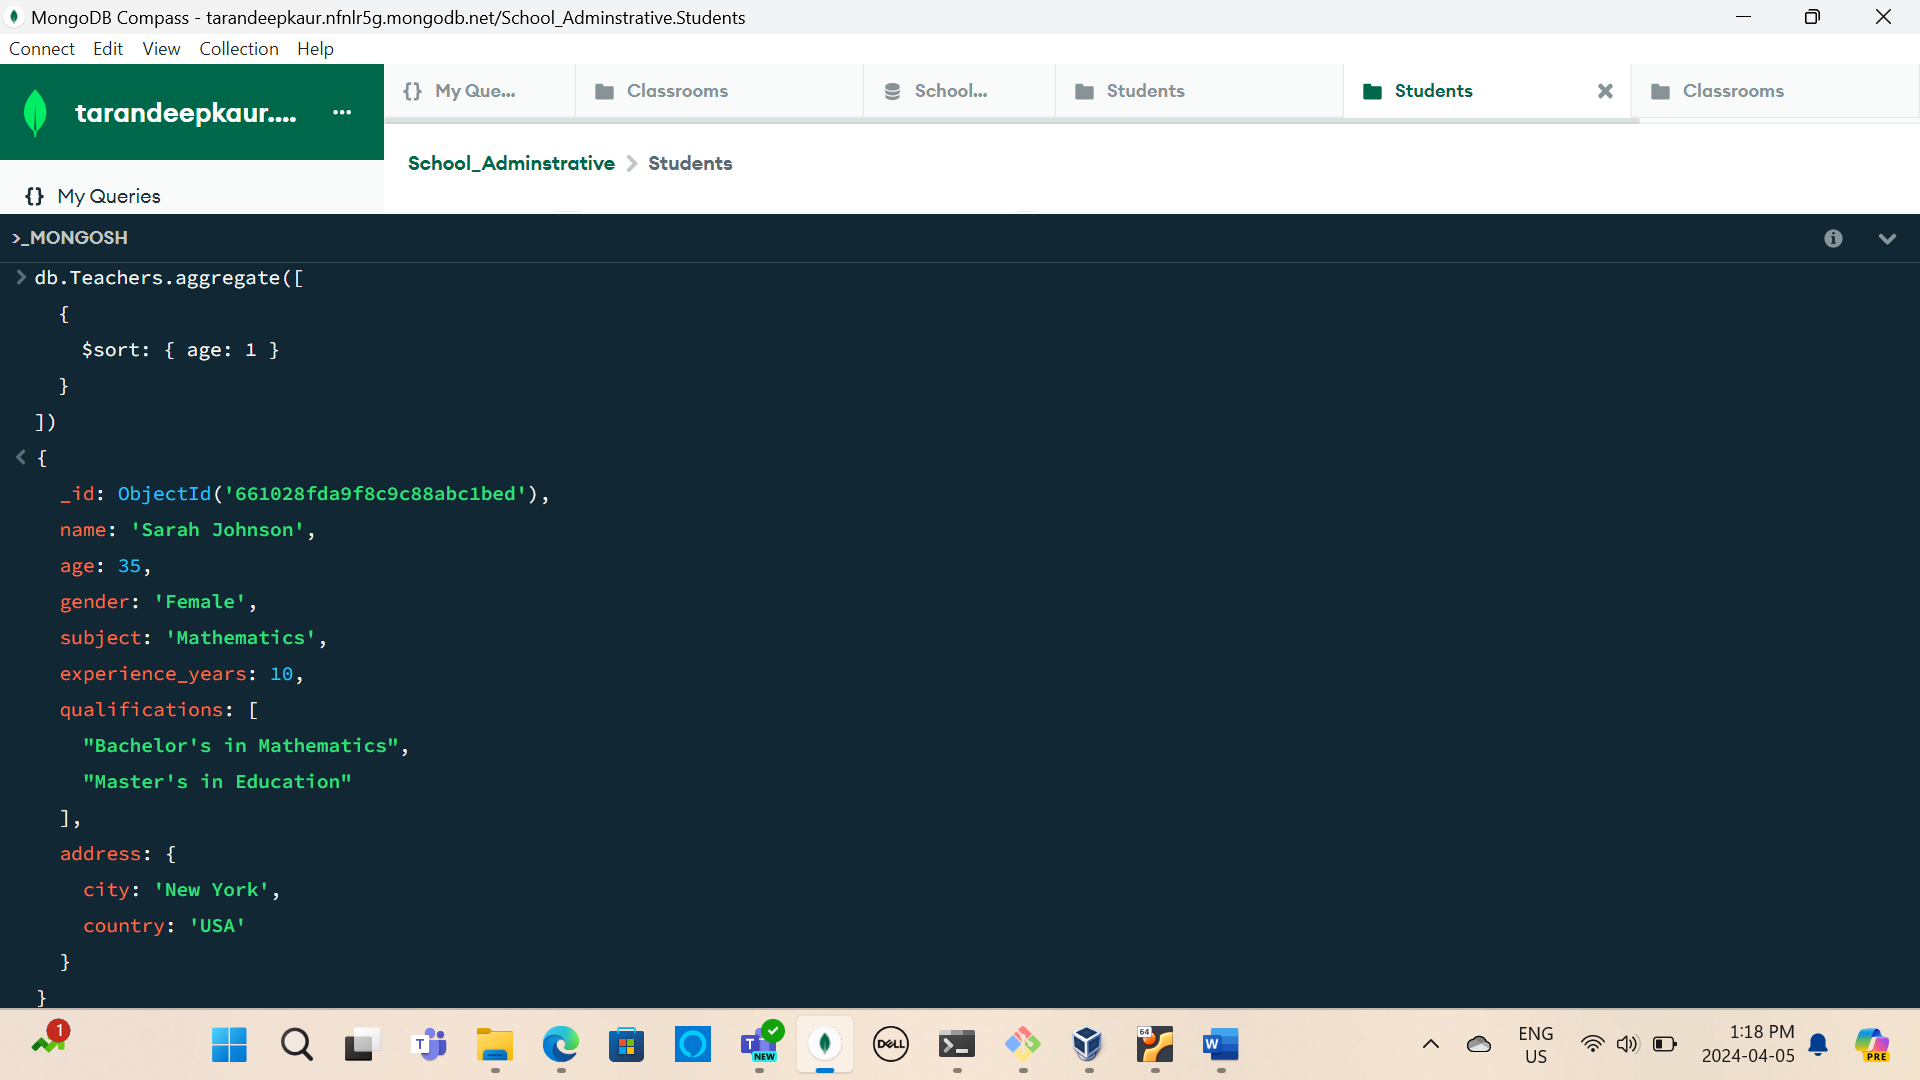 MongoDB Compass - tarandeepkaur.nfnlr5g.mongodb.net/School_Adminstrative.Students
Connect Edit View Collection Help
tarandeepkaur....
{} My Que...
Classrooms
School...
Students
Students
Classrooms
School_Adminstrative > Students
{} My Queries
>_MONGOSH
> db.Teachers.aggregate([
{
$sort: { age: 1 }
}
])
< {
_id: ObjectId('661028fda9f8c9c88abc1bed'),
name: 'Sarah Johnson',
age: 35,
gender: 'Female',
subject: 'Mathematics',
experience_years: 10,
qualifications: [
"Bachelor's in Mathematics",
"Master's in Education"
],
address: {
city: 'New York',
country: 'USA'
}
}
1
T
T
NEW
DELL
64
W
ENG
US
1:18 PM
2024-04-05
PRE